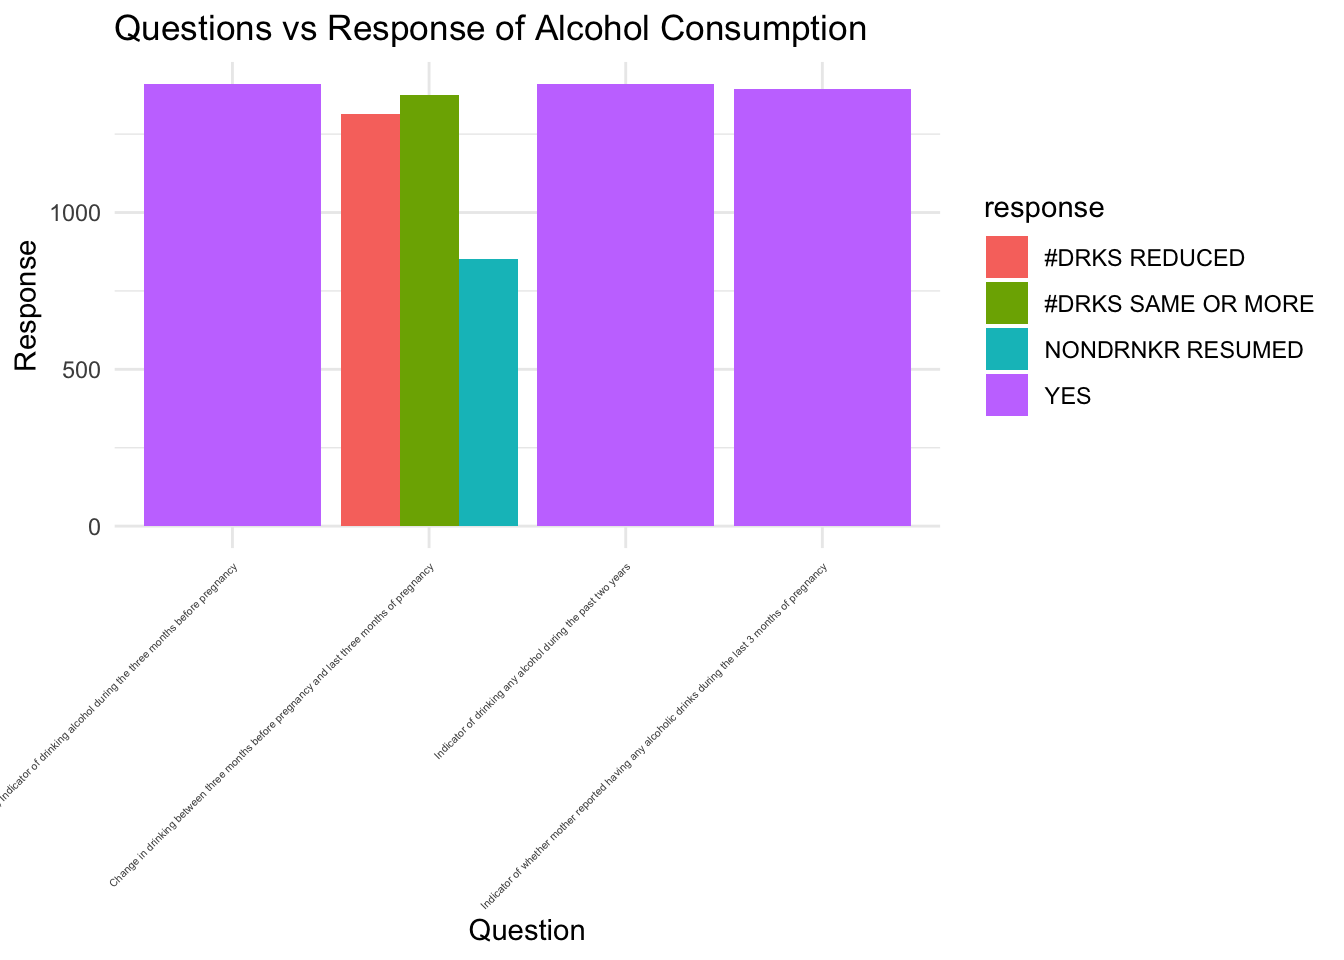 Questions vs Response of Alcohol Consumption
Response
1000
500
0
response
#DRKS REDUCED
#DRKS SAME OR MORE
NONDRNKR RESUMED
YES
Indicator of drinking alcohol during the three months before pregnancy
Change in drinking between three months before pregnancy and last three months of pregnancy
Indicator of drinking any alcohol during the past two years
Indicator of whether mother reported having any alcoholic drinks during the last 3 months of pregnancy
Question